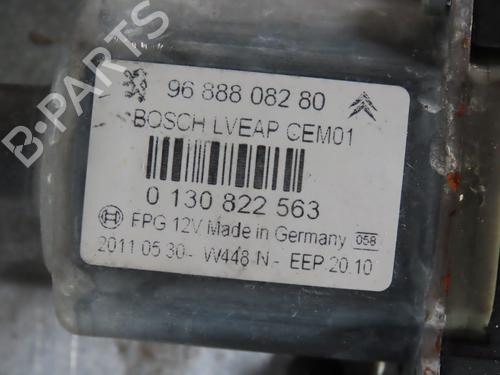 B-PARTS
96 888 082 80
BOSCH LVEAP CEM01
0 130 822 563
FPG 12V Made in Germany 058
2011 05 30- W448 N - EEP 20.10